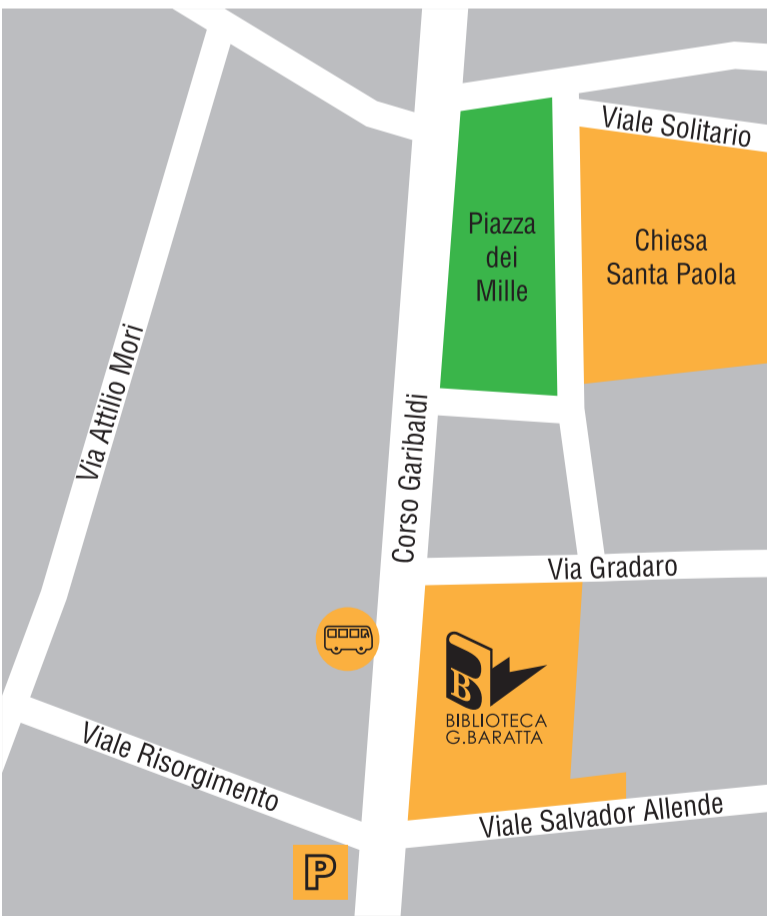 Viale Solitario
Piazza
dei
Mille
Chiesa
Santa Paola
Via Attilio Mori
Corso Garibaldi
Via Gradaro
B
BIBLIOTECA
G.BARATTA
Viale Risorgimento
Viale Salvador Allende
P